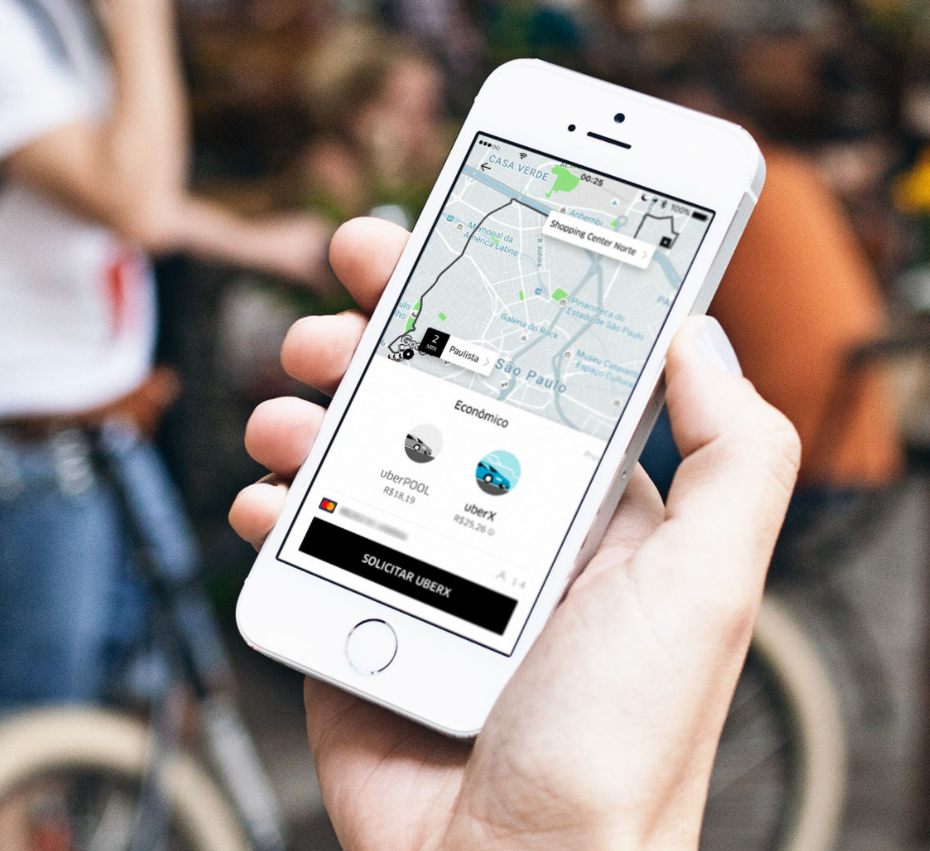 00:25
100%
CASA VERDE
Anhembi
Shopping Center Norte
Memorial da
América Latina
Pinacoteca do
Estado de São Paulo
Galeria do Rock
2
MIN
Paulista
São Paulo
Museu Catavento
Espaço Cultural
Econômico
uberPOOL
R$18,19
uberX
R$25,26
1-4
SOLICITAR UBERX